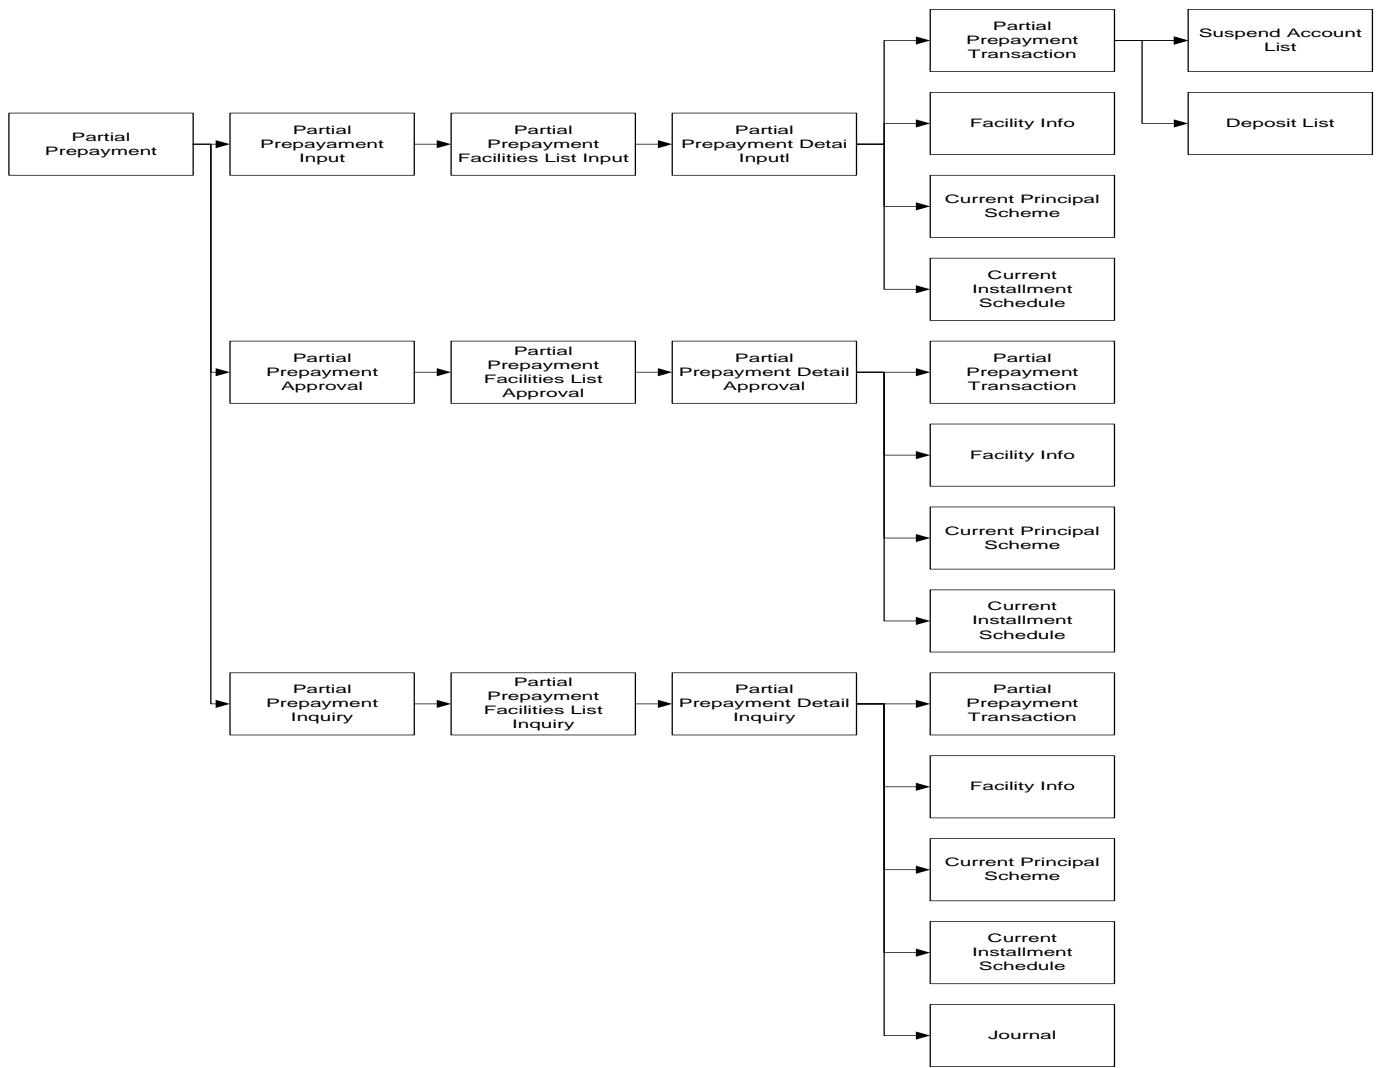 Partial
Prepayment
Partial
Prepayament
Input
Partial
Prepayment
Facilities List Input
Partial
Prepayment Detai
Inputl
Partial
Prepayment
Transaction
Suspend Account
List
Deposit List
Facility Info
Current Principal
Scheme
Current
Installment
Schedule
Partial
Prepayment
Approval
Partial
Prepayment
Facilities List
Approval
Partial
Prepayment Detail
Approval
Partial
Prepayment
Transaction
Facility Info
Current Principal
Scheme
Current
Installment
Schedule
Partial
Prepayment
Inquiry
Partial
Prepayment
Facilities List
Inquiry
Partial
Prepayment Detail
Inquiry
Partial
Prepayment
Transaction
Facility Info
Current Principal
Scheme
Current
Installment
Schedule
Journal